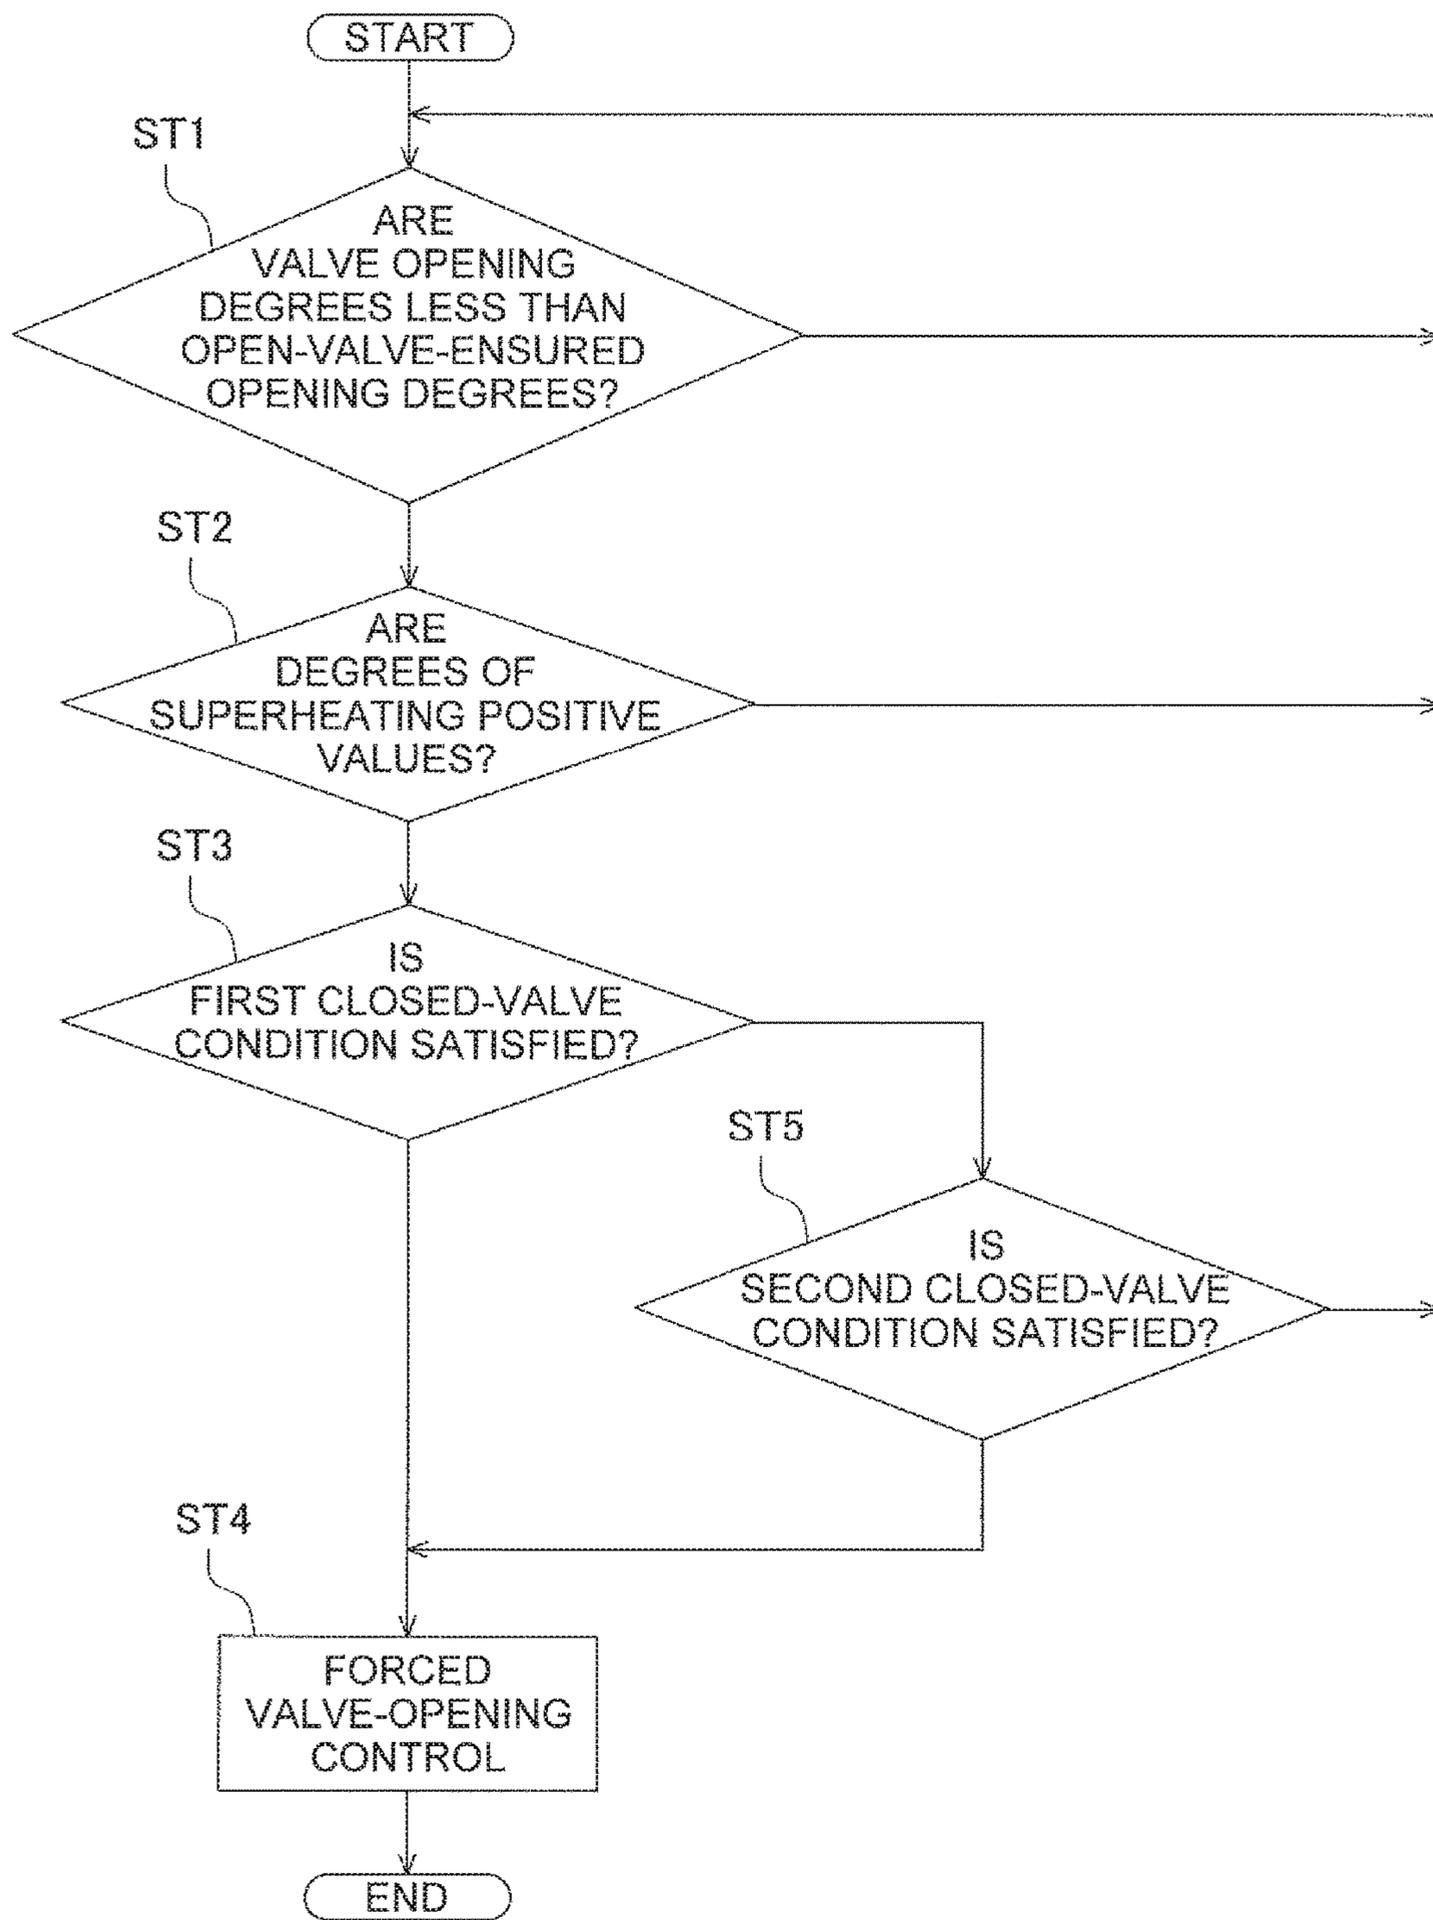 START
ST1
ARE
VALVE OPENING
DEGREES LESS THAN
OPEN-VALVE-ENSURED
OPENING DEGREES?
ST2
ARE
DEGREES OF
SUPERHEATING POSITIVE
VALUES?
ST3
IS
FIRST CLOSED-VALVE
CONDITION SATISFIED?
ST5
IS
SECOND CLOSED-VALVE
CONDITION SATISFIED?
ST4
FORCED
VALVE-OPENING
CONTROL
END